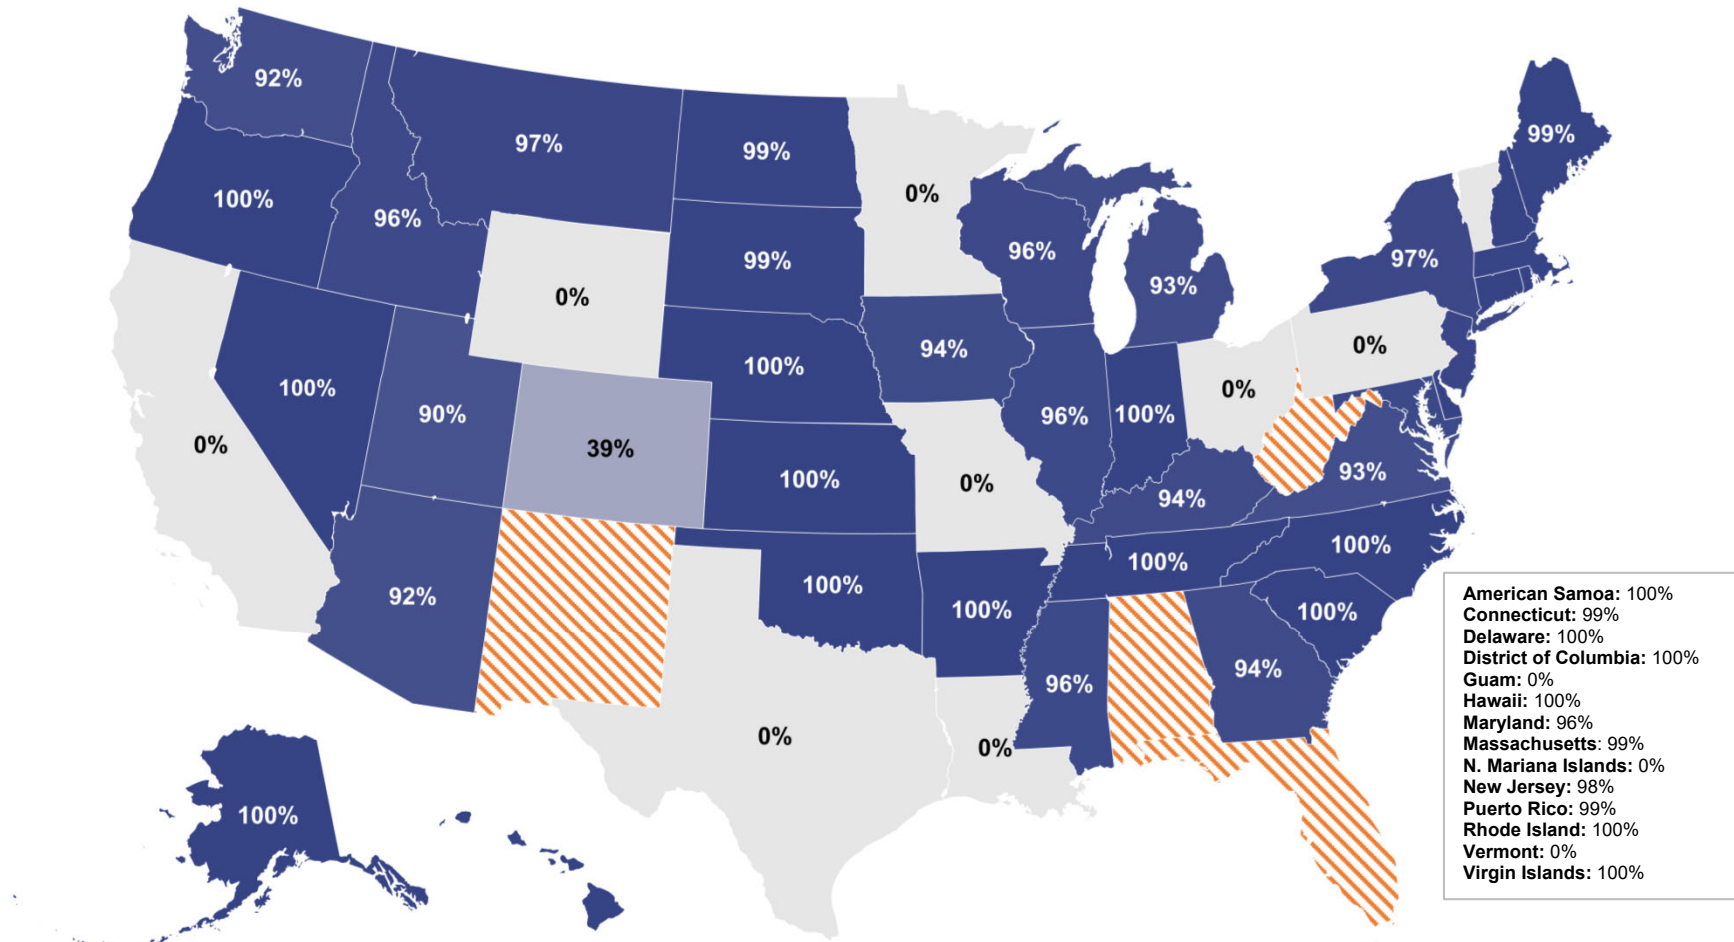 92%
97%
99%
0%
99%
100%
96%
99%
96%
97%
0%
93%
100%
94%
0%
100%
90%
0%
39%
0%
96%
100%
0%
93%
100%
0%
94%
92%
100%
100%
100%
100%
100%
96%
94%
0%
0%
100%
American Samoa: 100%
Connecticut: 99%
Delaware: 100%
District of Columbia: 100%
Guam: 0%
Hawaii: 100%
Maryland: 96%
Massachusetts: 99%
N. Mariana Islands: 0%
New Jersey: 98%
Puerto Rico: 99%
Rhode Island: 100%
Vermont: 0%
Virgin Islands: 100%